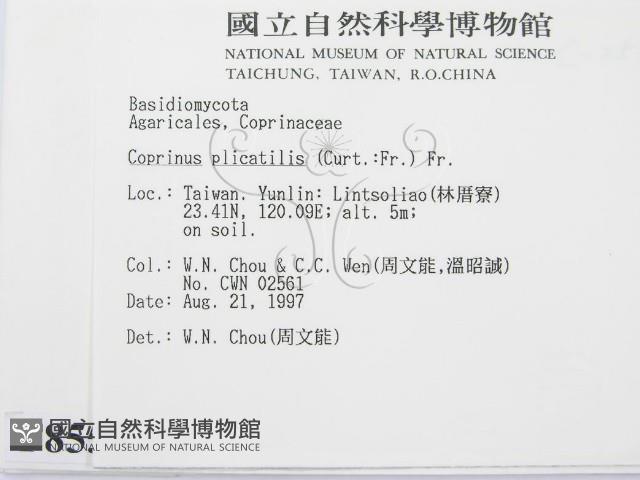 國立自然科學博物館
NATIONAL MUSEUM OF NATURAL SCIENCE
TAICHUNG, TAIWAN, R.O.CHINA
Basidiomycota
Agaricales, Coprinaceae
Coprinus plicatilis (Curt.:Fr.) Fr.
Loc.: Taiwan. Yunlin: Lintsoliao(林厝寮)
23.41N, 120.09E; alt. 5m;
on soil.
Col.: W.N. Chou & C.C. Wen(周文能,溫昭誠)
No. CWN 02561
Date: Aug. 21, 1997
Det.: W.N. Chou(周文能)
85
國立自然科學博物館
NATIONAL MUSEUM OF NATURAL SCIENCE